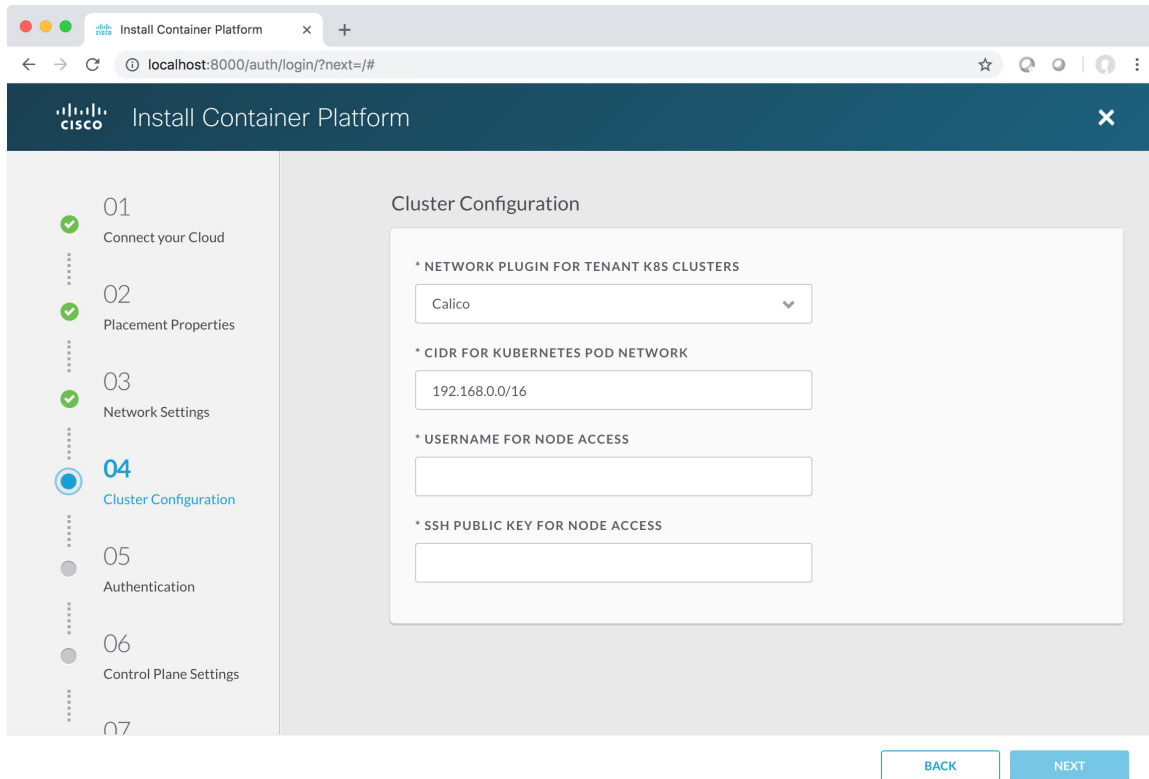 Install Container Platform
localhost:8000/auth/login/?next=/#
CISCO
Install Container Platform
01
Connect your Cloud
02
Placement Properties
03
Network Settings
04
Cluster Configuration
05
Authentication
06
Control Plane Settings
07
Cluster Configuration
* NETWORK PLUGIN FOR TENANT K8S CLUSTERS
Calico
* CIDR FOR KUBERNETES POD NETWORK
192.168.0.0/16
* USERNAME FOR NODE ACCESS
* SSH PUBLIC KEY FOR NODE ACCESS
BACK
NEXT